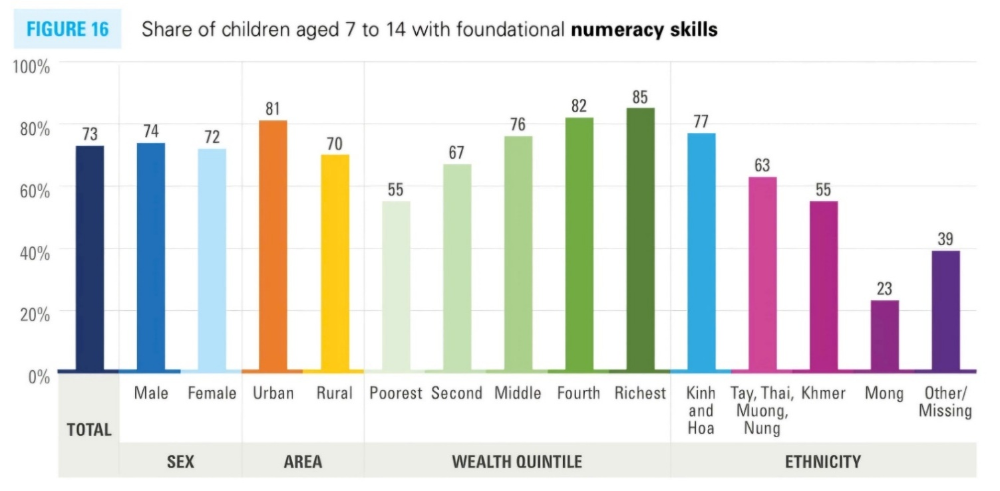 FIGURE 16 Share of children aged 7 to 14 with foundational numeracy skills
100%
80%
60%
40%
20%
0%
73
74
72
81
70
55
67
76
82
85
77
63
55
23
39
TOTAL
Male
Female
Urban
Rural
Poorest
Second
Middle
Fourth
Richest
Kinh
and
Hoa
Tay, Thai,
Muong,
Nung
Khmer
Mong
Other/
Missing
SEX
AREA
WEALTH QUINTILE
ETHNICITY